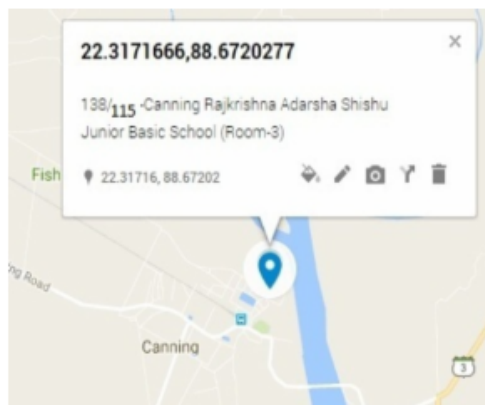 22.3171666,88.6720277
138/115 -Canning Rajkrishna Adarsha Shishu
Junior Basic School (Room-3)
22.31716, 88.67202
Fish
ng Road
Canning
3